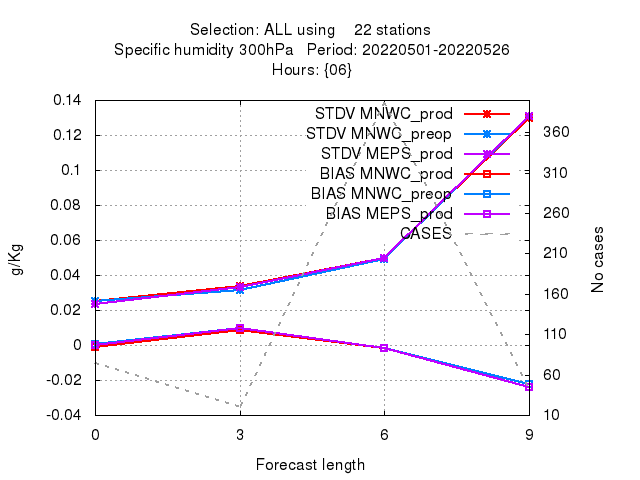 Selection: ALL using 22 stations
Specific humidity 300hPa Period: 20220501-20220526
Hours: {06}
0.14
0.12
0.1
0.08
0.06
0.04
0.02
0
-0.02
-0.04
g/Kg
STDV MNWC_prod
STDV MNWC_preop
STDV MEPS_prod
BIAS MNWC_prod
BIAS MNWC_preop
BIAS MEPS_prod
CASES
360
310
260
210
160
110
60
10
No cases
0 3 6 9
Forecast length